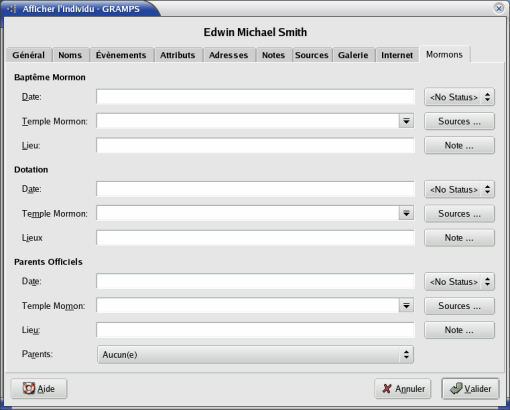 Afficher l'Individu - GRAMPS
Edwin Michael Smith
Général Noms Évènements Attributs Adresses Notes Sources Galerie Internet Mormons
Baptême Mormon
Date: <No Status>
Temple Mormon: Sources ...
Lieu: Note ...
Dotation
Date: <No Status>
Temple Mormon: Sources ...
Lieux Note ...
Parents Officiels
Date: <No Status>
Temple Momon: Sources ...
Lieu: Note ...
Parents: Aucun(e)
Aide Annuler Valider